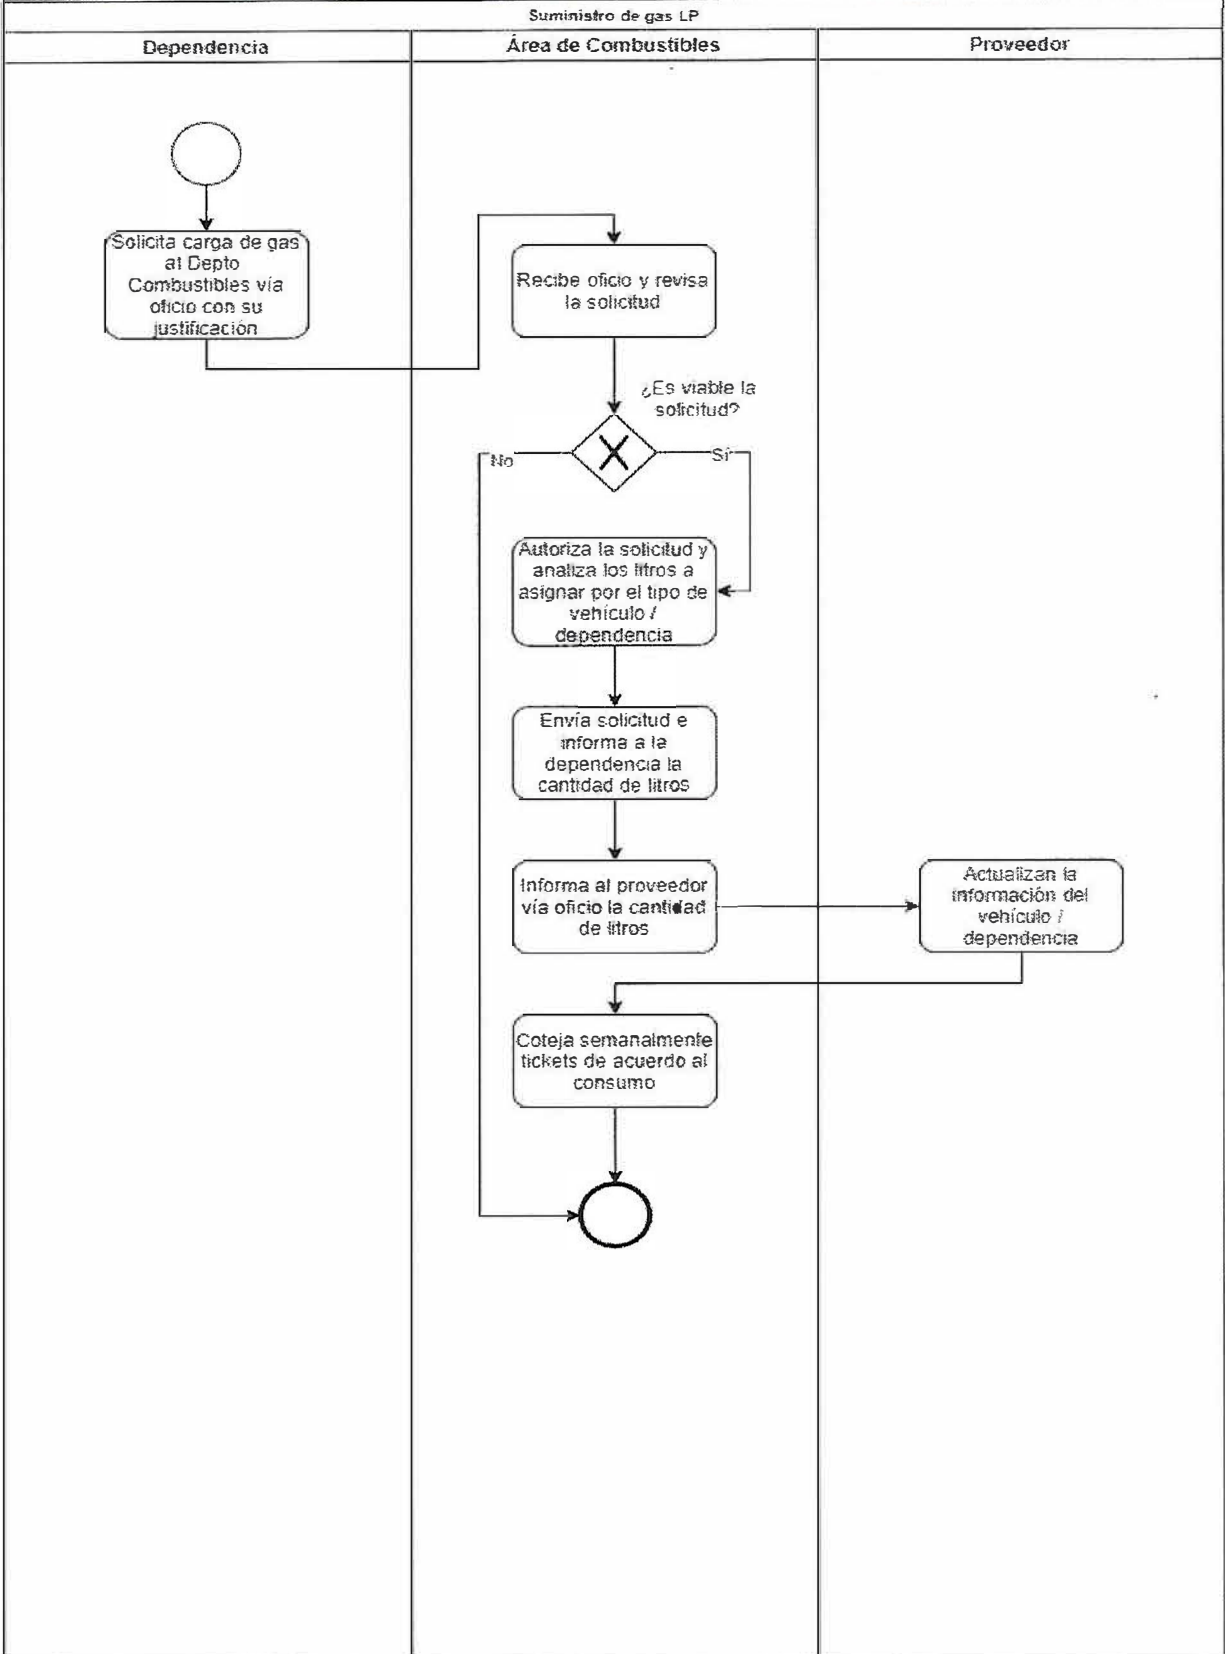 Suministro de gas LP
Dependencia
Área de Combustibles
Proveedor
Solicita carga de gas
al Depto
Combustibles vía
oficio con su
justificación
Recibe oficio y revisa
la solicitud
¿Es viable la
solicitud?
No
Sí
Autoriza la solicitud y
analiza los litros a
asignar por el tipo de
vehículo /
dependencia
Envía solicitud e
informa a la
dependencia la
cantidad de litros
Informa al proveedor
vía oficio la cantidad
de litros
Actualizan la
información del
vehículo /
dependencia
Coteja semanalmente
tickets de acuerdo al
consumo